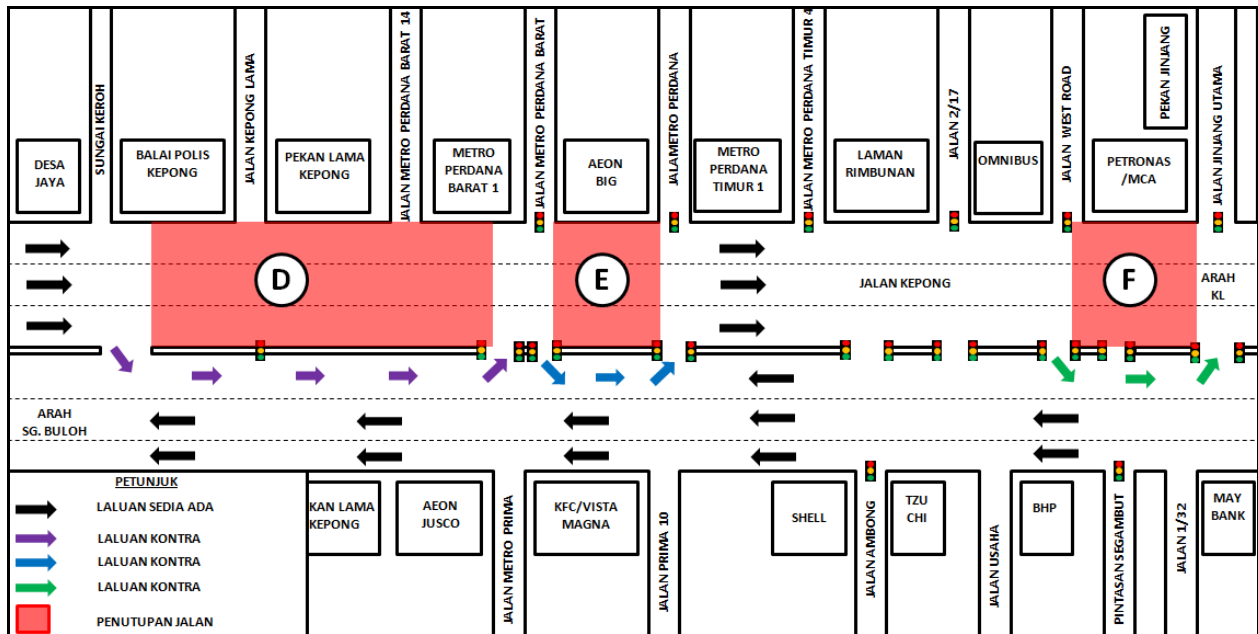 SUNGAI KEROH
JALAN KEPONG LAMA
JALAN METRO PERDANA BARAT 14
JALAN METRO PERDANA BARAT
JALAMETRO PERDANA
JALAN METRO PERDANA TIMUR 4
JALAN 2/17
JALAN WEST ROAD
PEKAN JINJANG
JALAN JINJANG UTAMA
DESA
JAYA
BALAI POLIS
KEPONG
PEKAN LAMA
KEPONG
METRO
PERDANA
BARAT 1
AEON
BIG
METRO
PERDANA
TIMUR 1
LAMAN
RIMBUNAN
OMNIBUS
PETRONAS
/MCA
D
E
JALAN KEPONG
F
ARAH
KL
ARAH
SG. BULOH
PETUNJUK
LALUAN SEDIA ADA
LALUAN KONTRA
LALUAN KONTRA
LALUAN KONTRA
PENUTUPAN JALAN
KAN LAMA
KEPONG
AEON
JUSCO
JALAN METRO PRIMA
KFC/VISTA
MAGNA
JALAN PRIMA 10
SHELL
JALAN AMBONG
TZU
CHI
JALAN USAHA
BHP
PINTASAN SEGAMBUT
JALAN 1/32
MAY
BANK